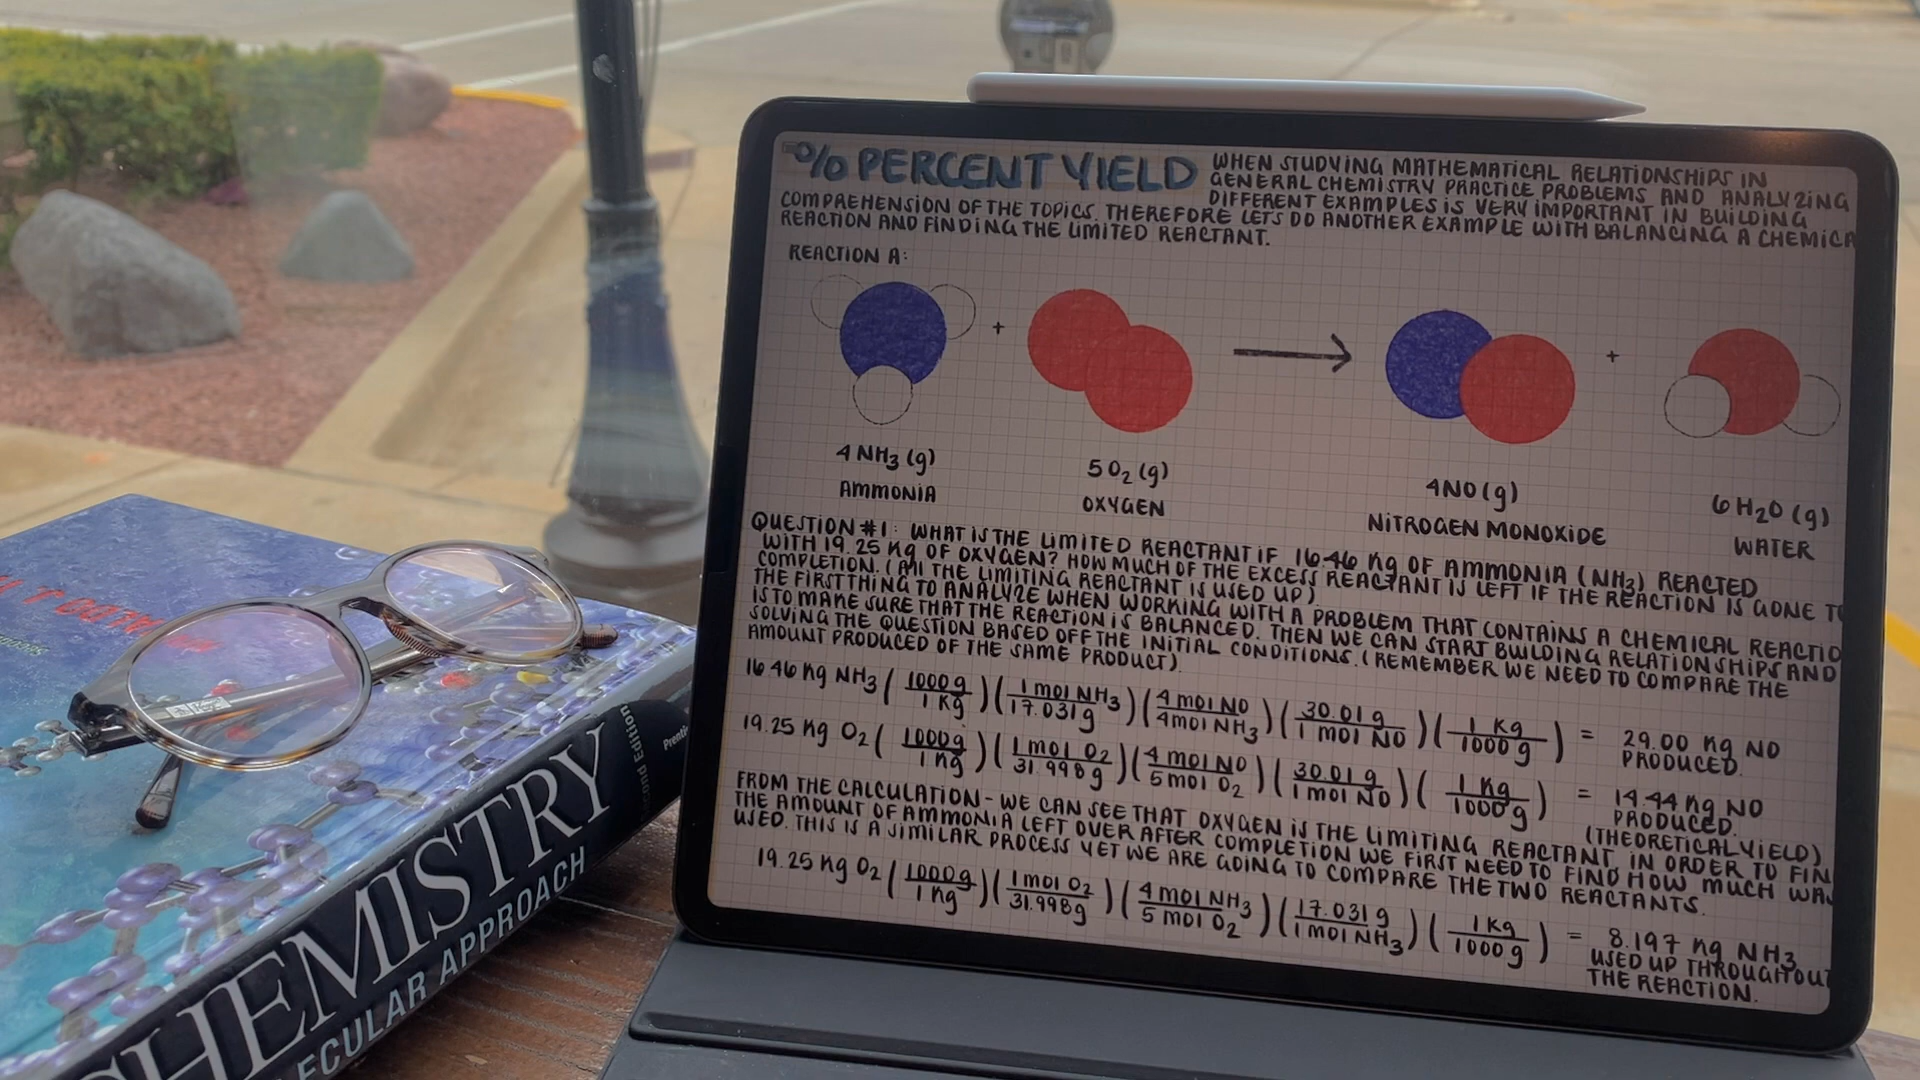 % PERCENT YIELD
WHEN STUDYING MATHEMATICAL RELATIONSHIPS IN
GENERAL CHEMISTRY PRACTICE PROBLEMS AND ANALYZING
DIFFERENT EXAMPLES IS VERY IMPORTANT IN BUILDING
COMPREHENSION OF THE TOPICS. THEREFORE LET'S DO ANOTHER EXAMPLE WITH BALANCING A CHEMICA
REACTION AND FINDING THE LIMITED REACTANT.
REACTION A:
+ → +
4 NH3 (g) 5 O2 (g) 4NO (g) 6 H2O (g)
AMMONIA OXYGEN NITROGEN MONOXIDE WATER
QUESTION #1: WHAT IS THE LIMITED REACTANT IF 16.46 Kg OF AMMONIA (NH3) REACTED
WITH 19.25 Kg OF OXYGEN? HOW MUCH OF THE EXCESS REACTANT IS LEFT IF THE REACTION IS GONE TO
COMPLETION. (All THE LIMITING REACTANT IS USED UP)
THE FIRST THING TO ANALYZE WHEN WORKING WITH A PROBLEM THAT CONTAINS A CHEMICAL REACTIO
IS TO MAKE SURE THAT THE REACTION IS BALANCED. THEN WE CAN START BUILDING RELATIONSHIPS AND
SOLVING THE QUESTION BASED OFF THE INITIAL CONDITIONS. (REMEMBER WE NEED TO COMPARE THE
AMOUNT PRODUCED OF THE SAME PRODUCT).
16.46 Kg NH3 (1000 g / 1 Kg) (1 mol NH3 / 17.031 g) (4 mol NO / 4 mol NH3) (30.01 g / 1 mol NO) (1 Kg / 1000 g) = 29.00 Kg NO
PRODUCED.
19.25 Kg O2 (1000 g / 1 Kg) (1 mol O2 / 31.998 g) (4 mol NO / 5 mol O2) (30.01 g / 1 mol NO) (1 Kg / 1000 g) = 14.44 Kg NO
PRODUCED.
(THEORETICAL YIELD)
FROM THE CALCULATION - WE CAN SEE THAT OXYGEN IS THE LIMITING REACTANT. IN ORDER TO FIN
THE AMOUNT OF AMMONIA LEFT OVER AFTER COMPLETION WE FIRST NEED TO FIND HOW MUCH WAS
USED. THIS IS A SIMILAR PROCESS YET WE ARE GOING TO COMPARE THE TWO REACTANTS.
19.25 Kg O2 (1000 g / 1 Kg) (1 mol O2 / 31.998 g) (4 mol NH3 / 5 mol O2) (17.031 g / 1 mol NH3) (1 Kg / 1000 g) = 8.197 Kg NH3
USED UP THROUGHOUT
THE REACTION.
CHEMISTRY
ECULAR APPROACH
Second Edition